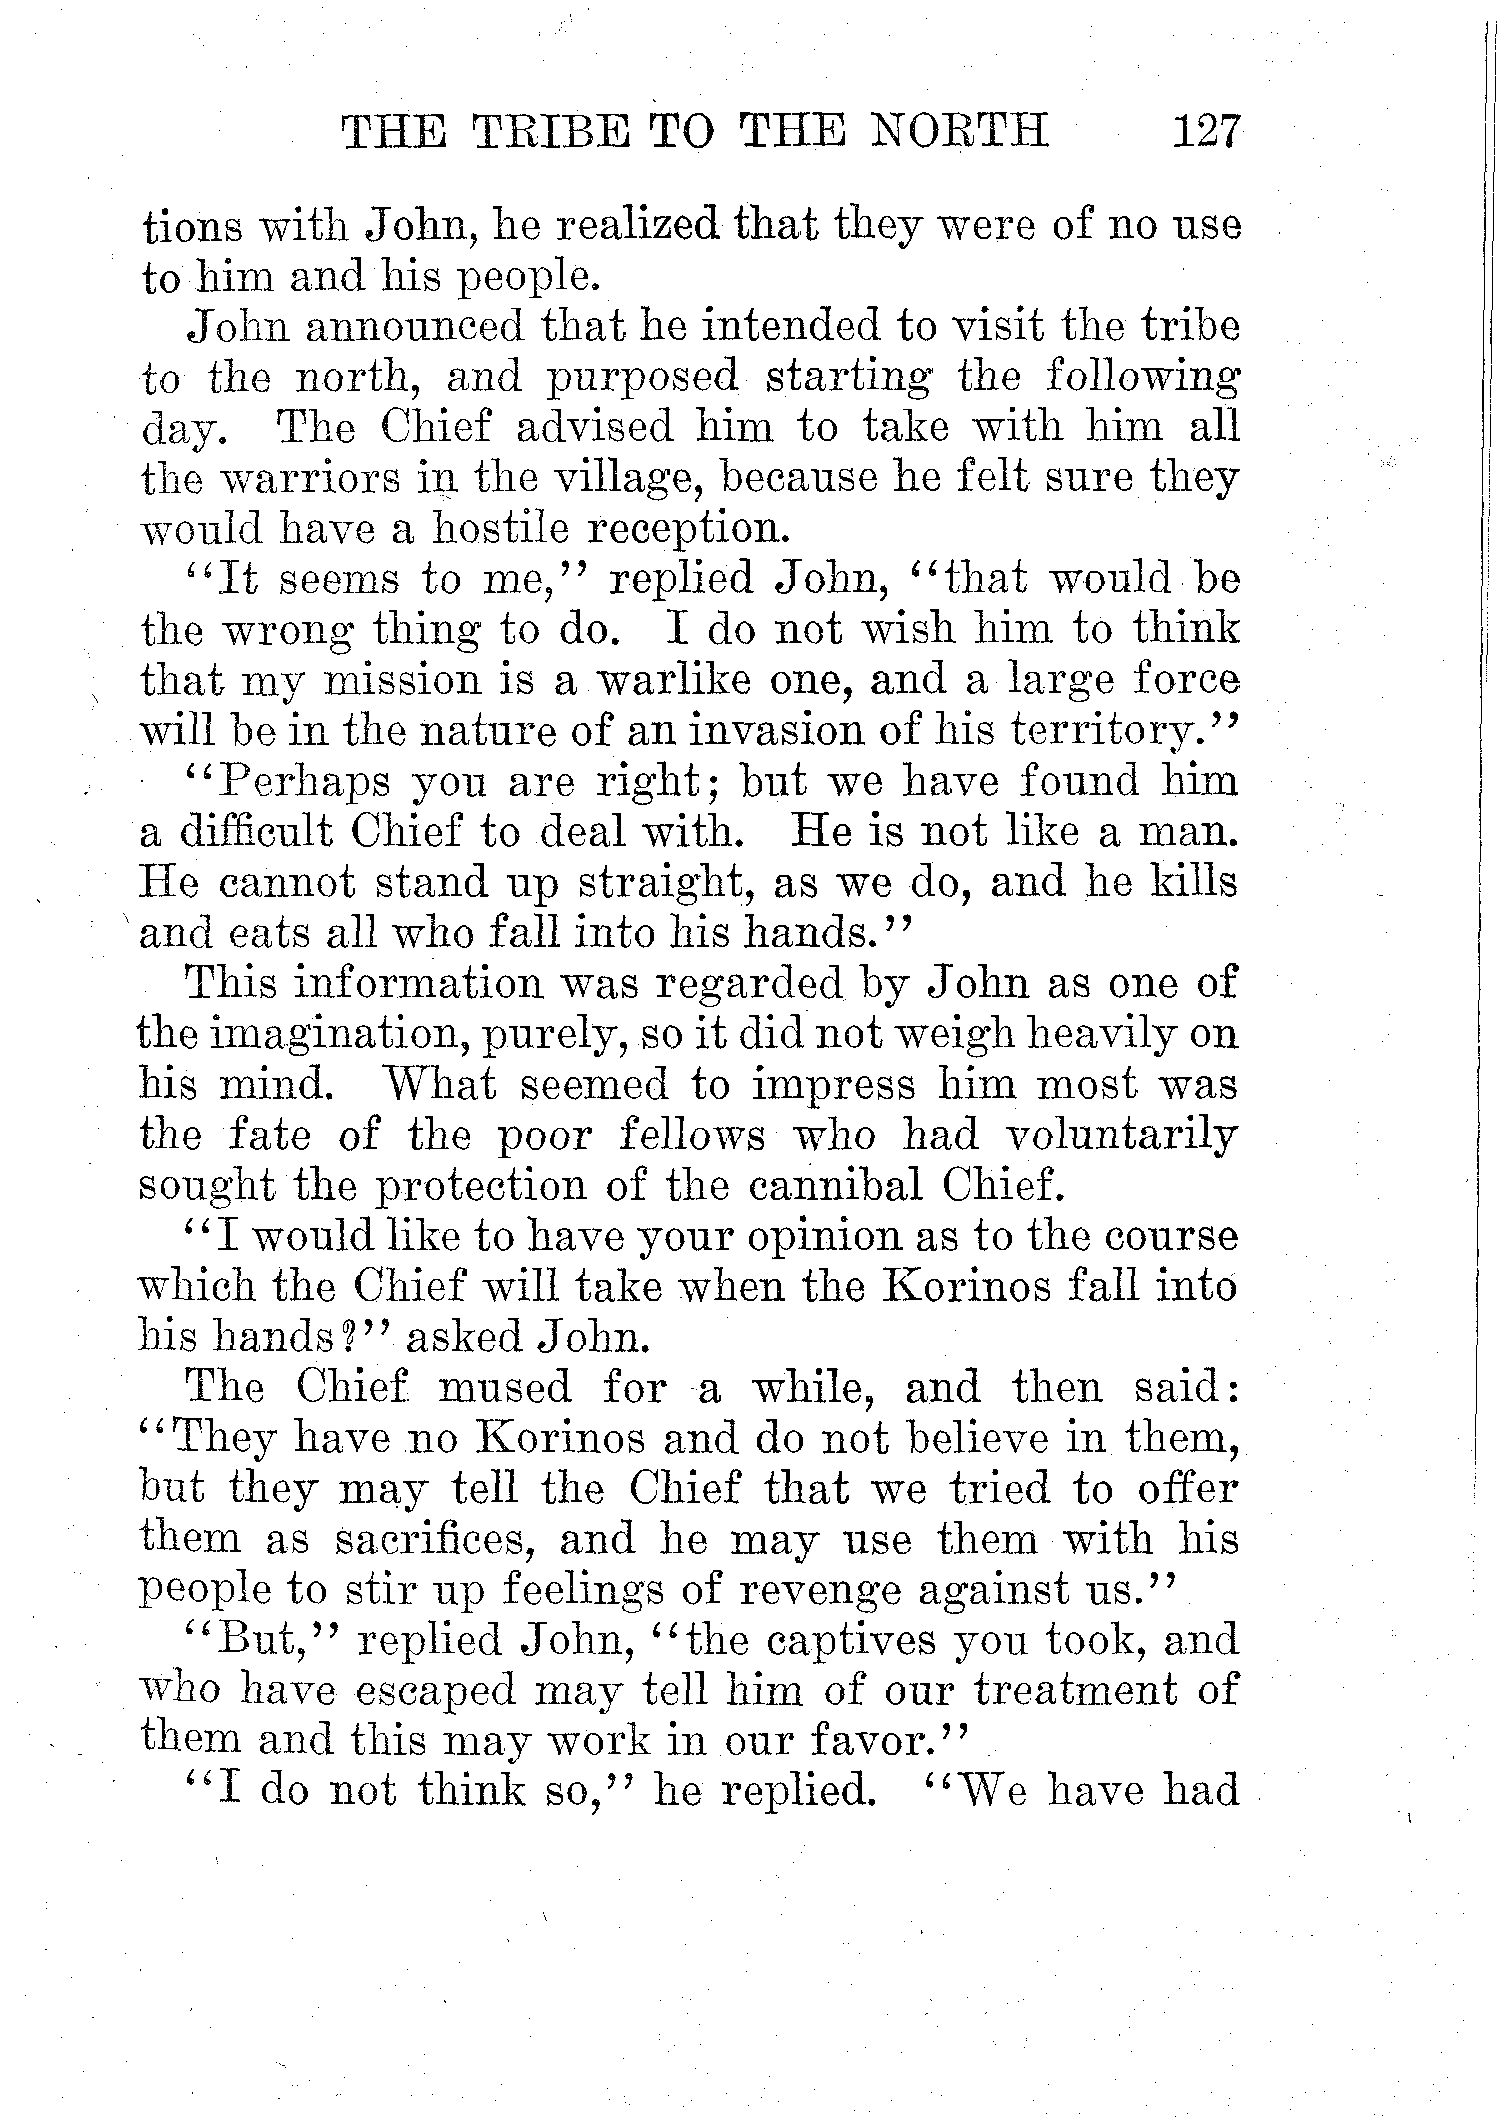 THE TRIBE TO THE NORTH 127
tions with John, he realized that they were of no use
to him and his people.
John announced that he intended to visit the tribe
to the north, and purposed starting the following
day. The Chief advised him to take with him all
the warriors in the village, because he felt sure they
would have a hostile reception.
"It seems to me," replied John, "that would be
the wrong thing to do. I do not wish him to think
that my mission is a warlike one, and a large force
will be in the nature of an invasion of his territory."
"Perhaps you are right; but we have found him
a difficult Chief to deal with. He is not like a man.
He cannot stand up straight, as we do, and he kills
and eats all who fall into his hands."
This information was regarded by John as one of
the imagination, purely, so it did not weigh heavily on
his mind. What seemed to impress him most was
the fate of the poor fellows who had voluntarily
sought the protection of the cannibal Chief.
"I would like to have your opinion as to the course
which the Chief will take when the Korinos fall into
his hands?" asked John.
The Chief mused for a while, and then said:
"They have no Korinos and do not believe in them,
but they may tell the Chief that we tried to offer
them as sacrifices, and he may use them with his
people to stir up feelings of revenge against us."
"But," replied John, "the captives you took, and
who have escaped may tell him of our treatment of
them and this may work in our favor."
"I do not think so," he replied. "We have had